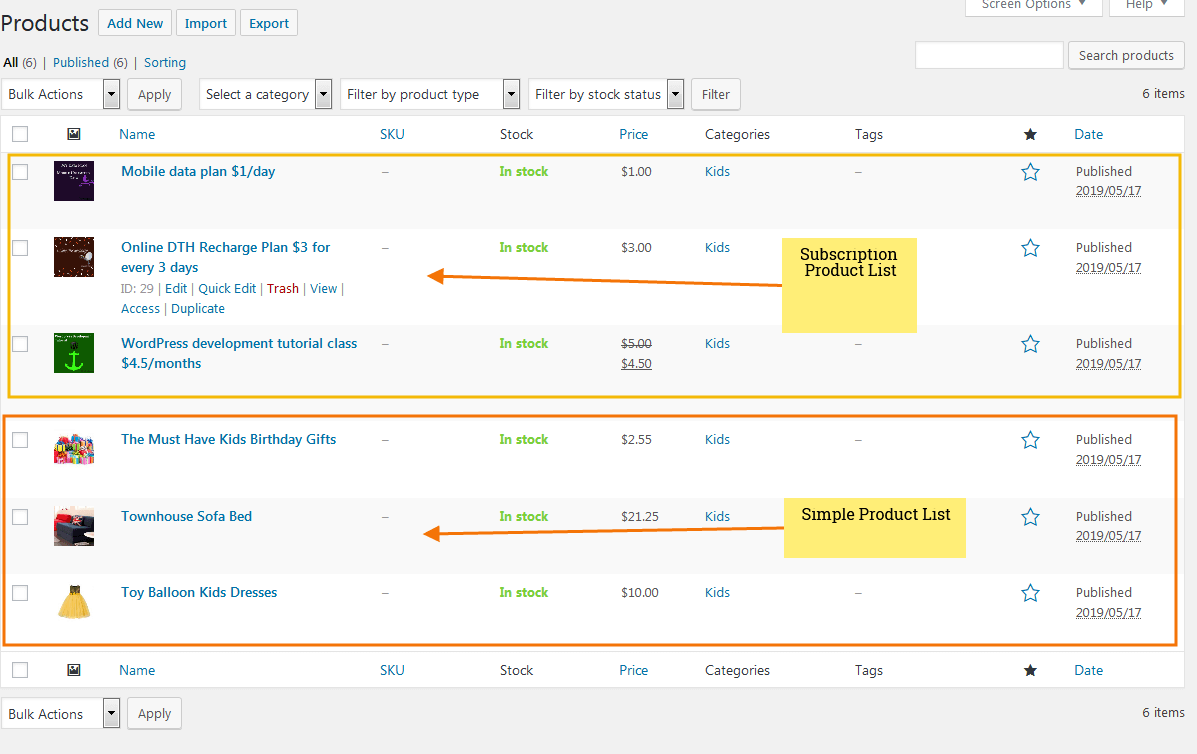 Screen Options Help
Products Add New Import Export
All (6) | Published (6) | Sorting
Search products
Bulk Actions Apply Select a category Filter by product type Filter by stock status Filter
6 items
Name SKU Stock Price Categories Tags Date
Mobile data plan $1/day – In stock $1.00 Kids – Published
2019/05/17
Online DTH Recharge Plan $3 for – In stock $3.00 Kids Published
every 3 days 2019/05/17
ID: 29 | Edit | Quick Edit | Trash | View |
Access | Duplicate
Subscription
Product List
WordPress development tutorial class – In stock $5.00 Kids – Published
$4.5/months $4.50 2019/05/17
The Must Have Kids Birthday Gifts – In stock $2.55 Kids – Published
2019/05/17
Townhouse Sofa Bed – In stock $21.25 Kids Published
2019/05/17
Simple Product List
Toy Balloon Kids Dresses – In stock $10.00 Kids – Published
2019/05/17
Name SKU Stock Price Categories Tags Date
Bulk Actions Apply
6 items